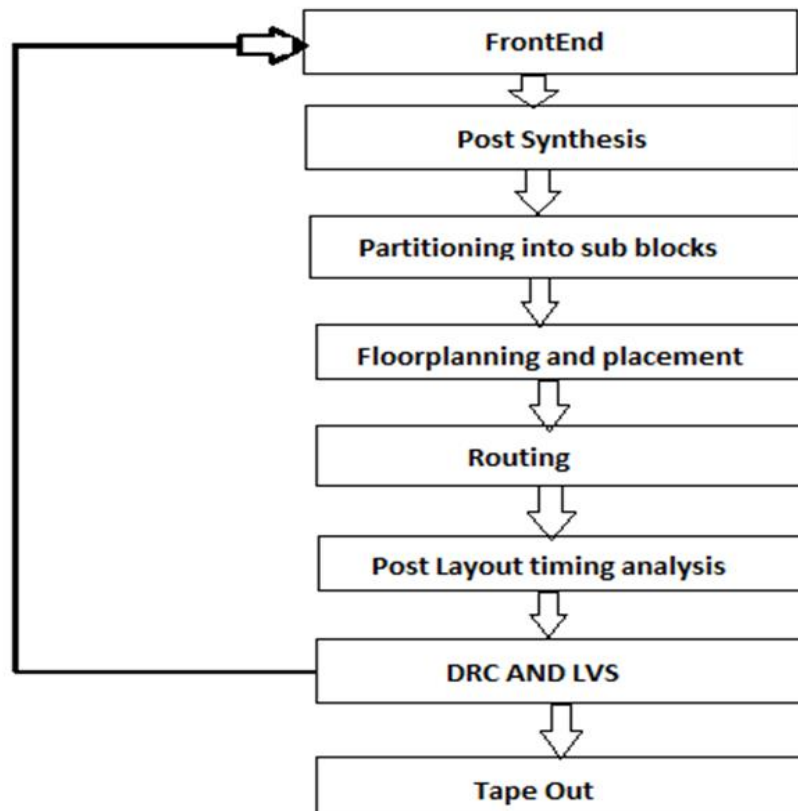 FrontEnd
Post Synthesis
Partitioning into sub blocks
Floorplanning and placement
Routing
Post Layout timing analysis
DRC AND LVS
Tape Out